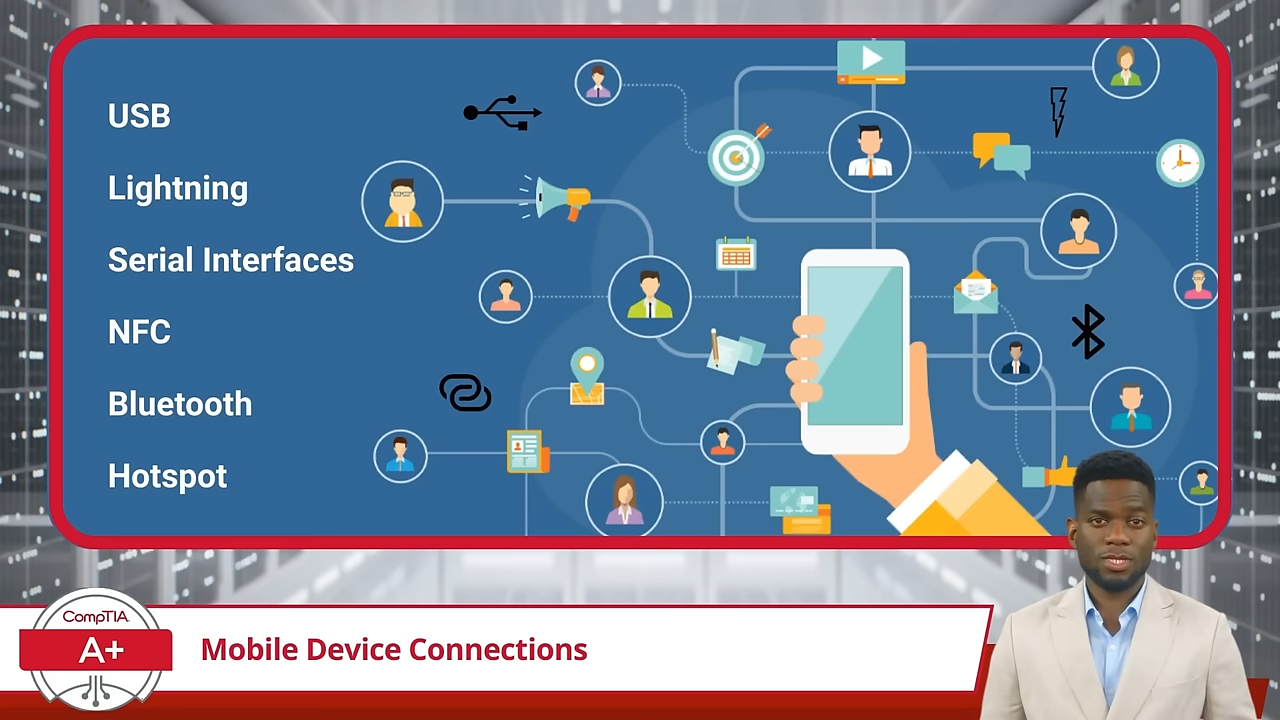 USB
Lightning
Serial Interfaces
NFC
Bluetooth
Hotspot
CompTIA
A+
Mobile Device Connections